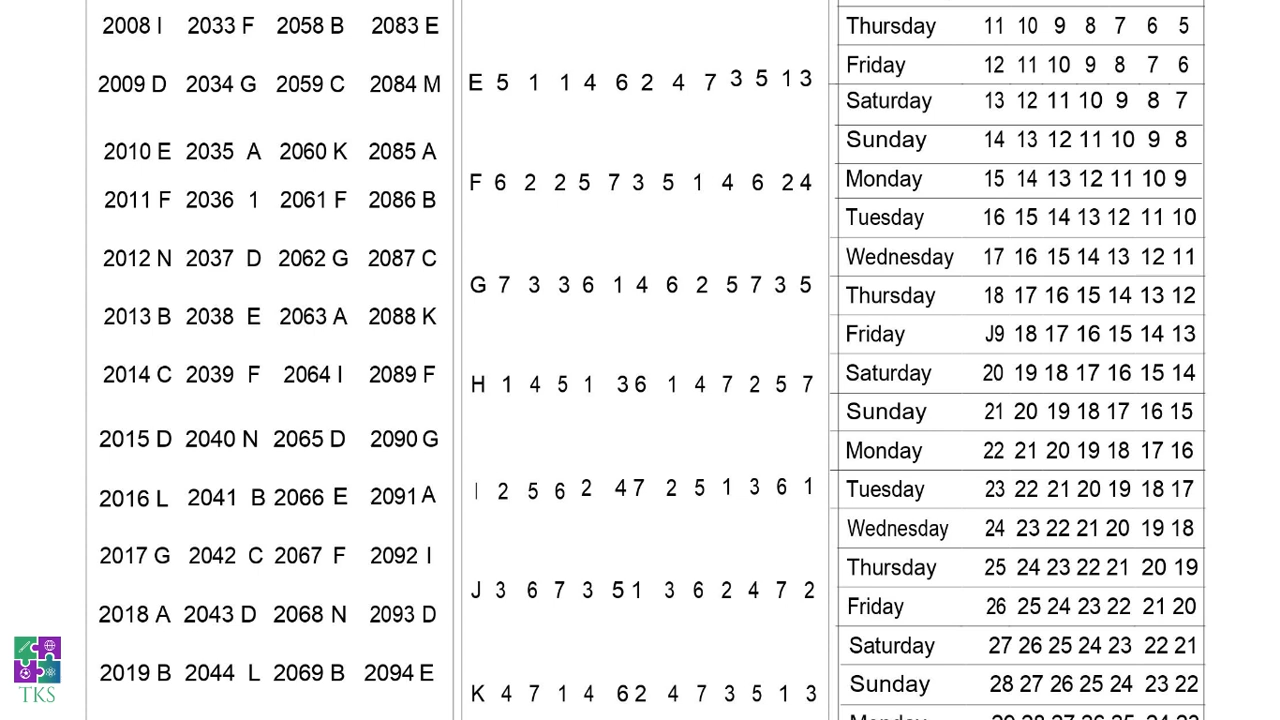 2008 I 2033 F 2058 B 2083 E
2009 D 2034 G 2059 C 2084 M
2010 E 2035 A 2060 K 2085 A
2011 F 2036 1 2061 F 2086 B
2012 N 2037 D 2062 G 2087 C
2013 B 2038 E 2063 A 2088 K
2014 C 2039 F 2064 I 2089 F
2015 D 2040 N 2065 D 2090 G
2016 L 2041 B 2066 E 2091 A
2017 G 2042 C 2067 F 2092 I
2018 A 2043 D 2068 N 2093 D
2019 B 2044 L 2069 B 2094 E
E 5 1 1 4 6 2 4 7 3 5 1 3
F 6 2 2 5 7 3 5 1 4 6 2 4
G 7 3 3 6 1 4 6 2 5 7 3 5
H 1 4 5 1 3 6 1 4 7 2 5 7
I 2 5 6 2 4 7 2 5 1 3 6 1
J 3 6 7 3 5 1 3 6 2 4 7 2
K 4 7 1 4 6 2 4 7 3 5 1 3
Thursday 11 10 9 8 7 6 5
Friday 12 11 10 9 8 7 6
Saturday 13 12 11 10 9 8 7
Sunday 14 13 12 11 10 9 8
Monday 15 14 13 12 11 10 9
Tuesday 16 15 14 13 12 11 10
Wednesday 17 16 15 14 13 12 11
Thursday 18 17 16 15 14 13 12
Friday J9 18 17 16 15 14 13
Saturday 20 19 18 17 16 15 14
Sunday 21 20 19 18 17 16 15
Monday 22 21 20 19 18 17 16
Tuesday 23 22 21 20 19 18 17
Wednesday 24 23 22 21 20 19 18
Thursday 25 24 23 22 21 20 19
Friday 26 25 24 23 22 21 20
Saturday 27 26 25 24 23 22 21
Sunday 28 27 26 25 24 23 22
Monday 29 28 27 26 25 24 23
TKS